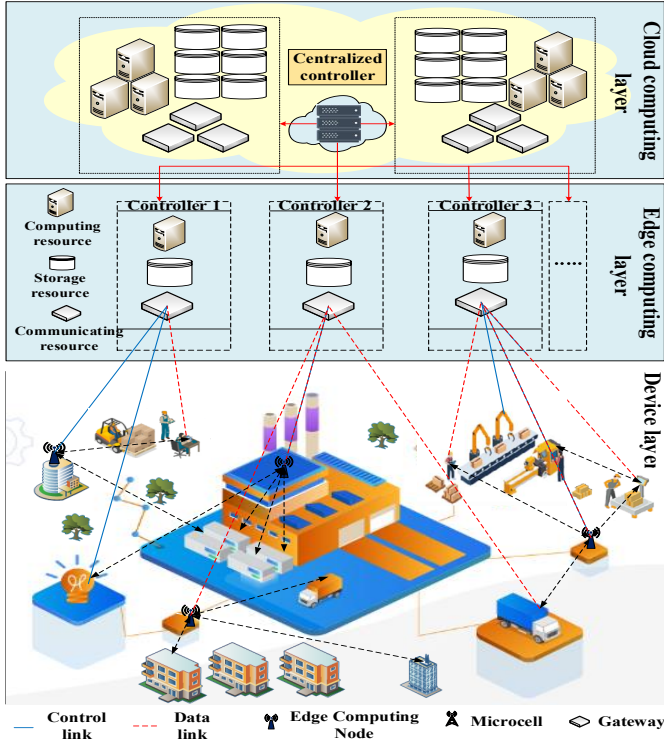 Centralized
controller
Cloud computing
layer
Controller 1
Controller 2
Controller 3
Computing
resource
Storage
resource
Communicating
resource
......
Edge computing
layer
Device layer
Control
link
Data
link
Edge Computing
Node
Microcell
Gateway